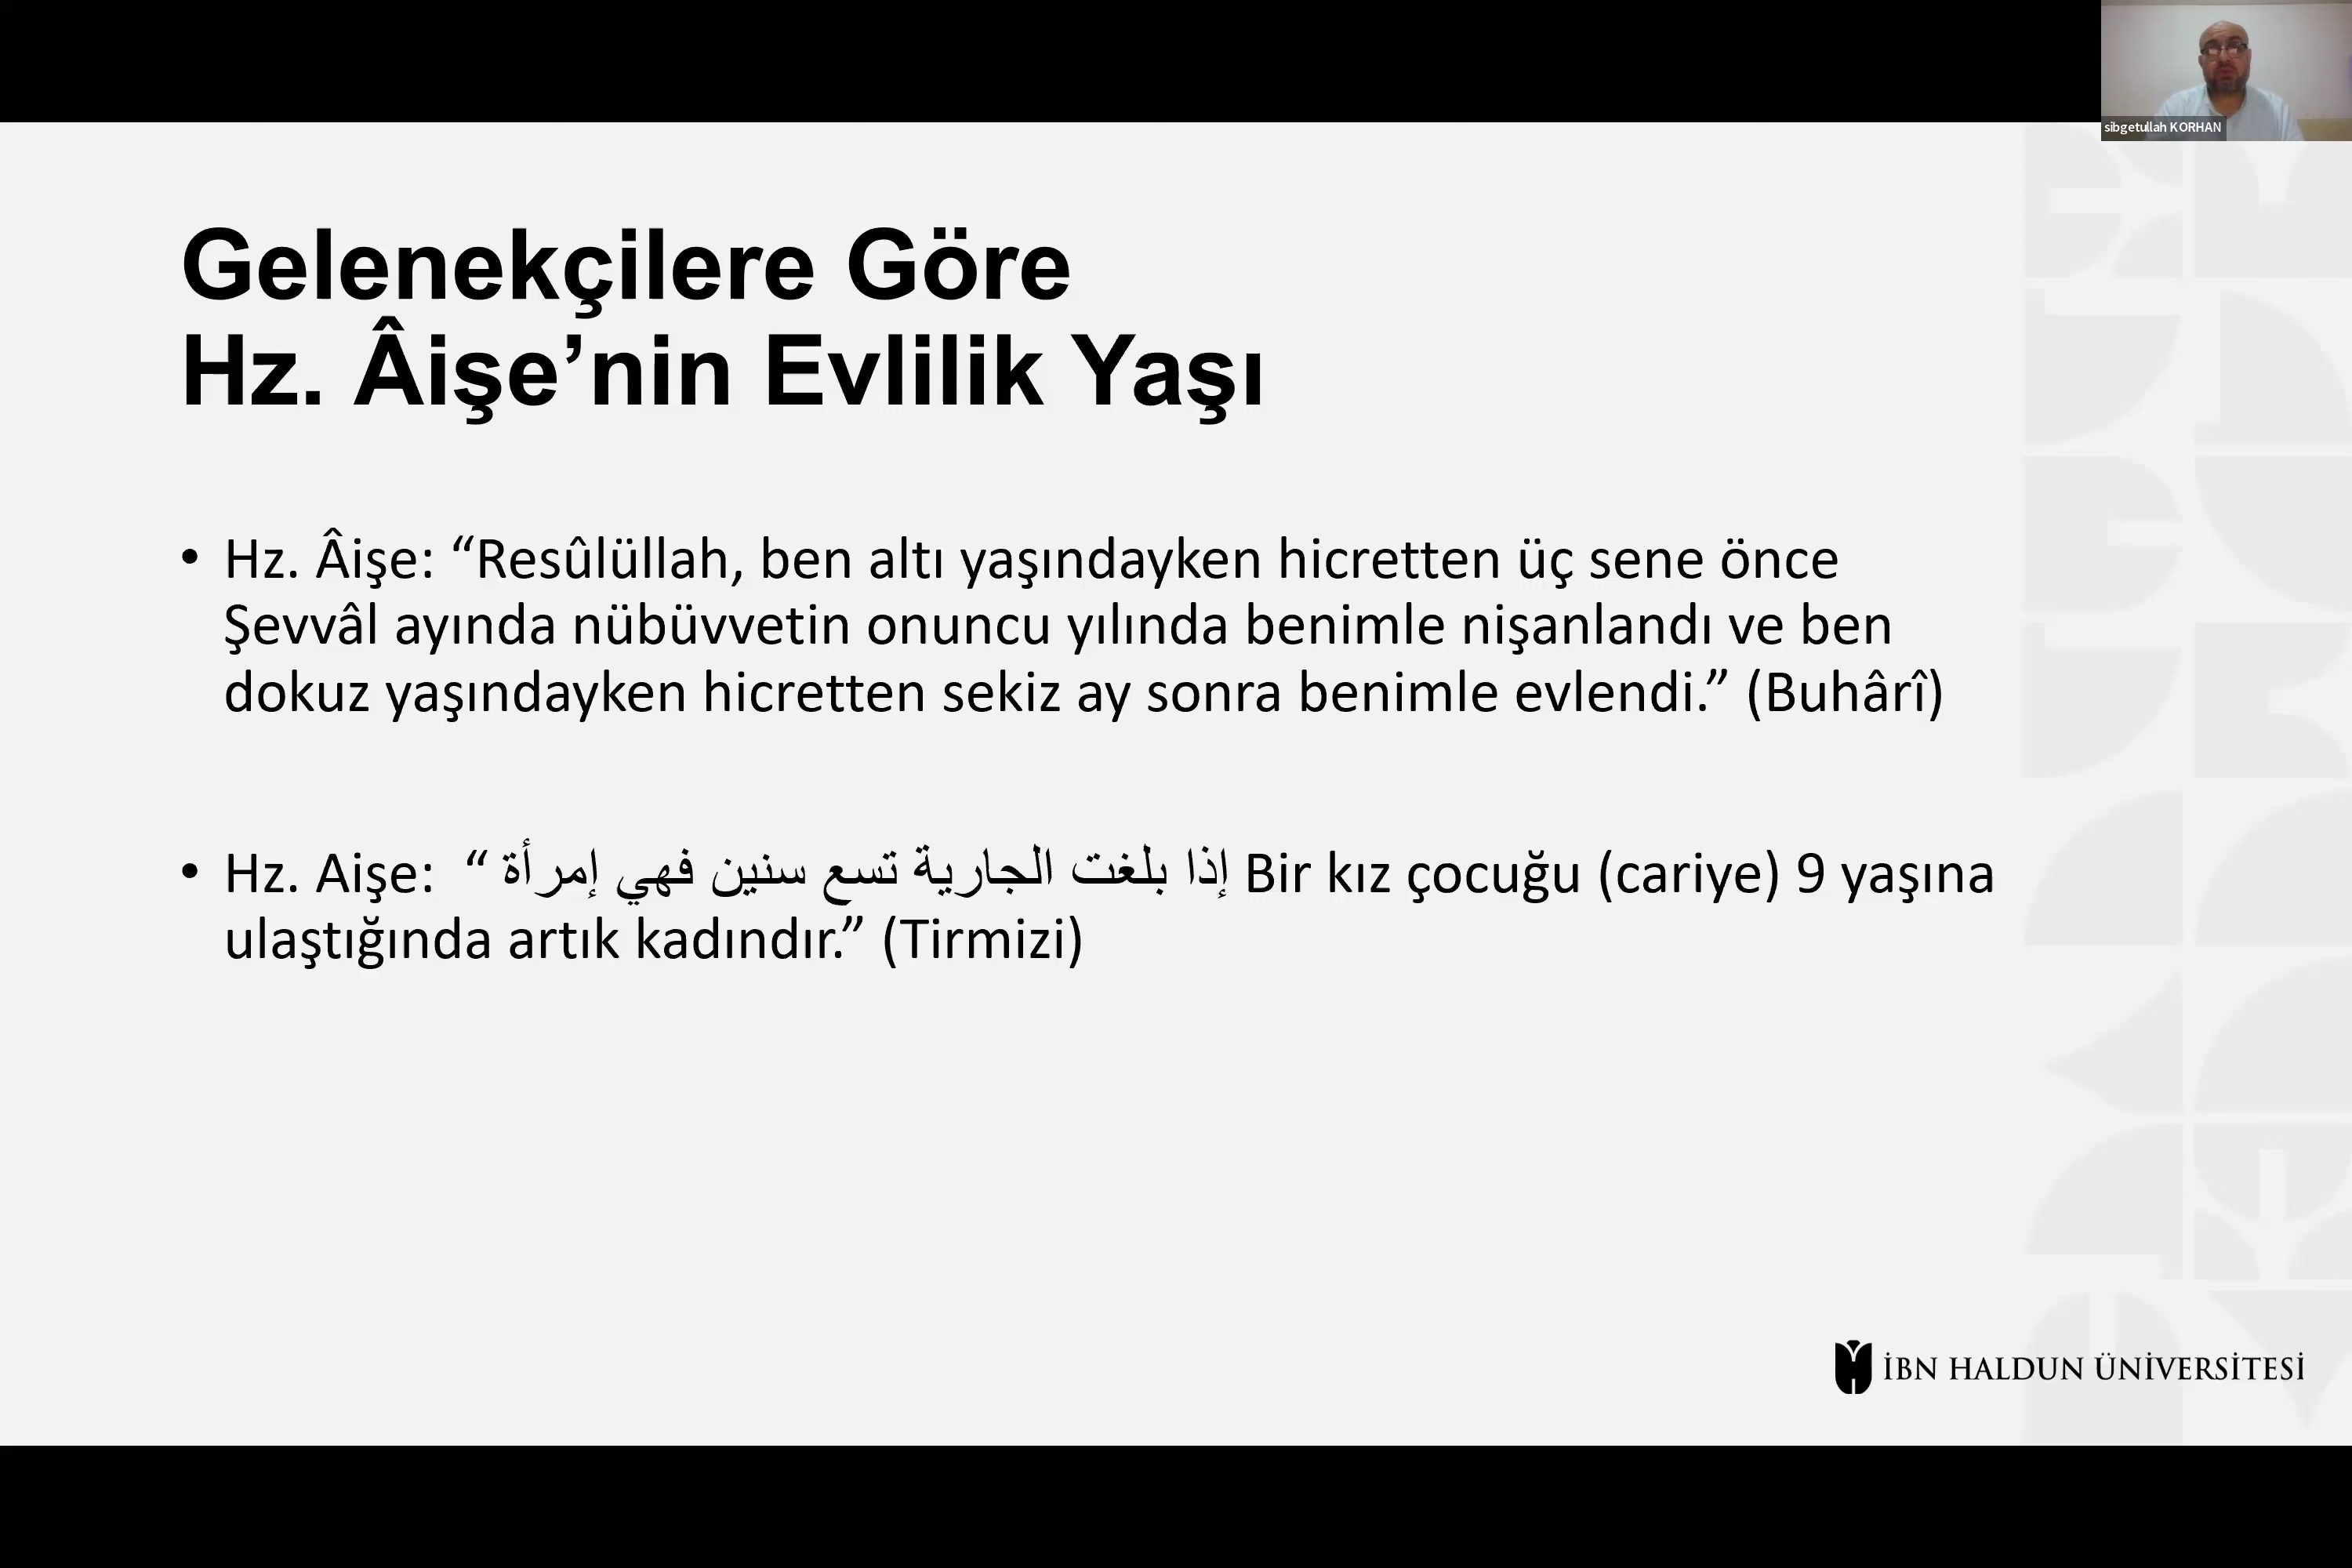 sibgetullah KORHAN
Gelenekçilere Göre
Hz. Âişe’nin Evlilik Yaşı
• Hz. Âişe: “Resûlüllah, ben altı yaşındayken hicretten üç sene önce
Şevvâl ayında nübüvvetin onuncu yılında benimle nişanlandı ve ben
dokuz yaşındayken hicretten sekiz ay sonra benimle evlendi.” (Buhârî)
• Hz. Aişe: “ إذا بلغت الجارية تسع سنين فهي إمرأة Bir kız çocuğu (cariye) 9 yaşına
ulaştığında artık kadındır.” (Tirmizi)
İBN HALDUN ÜNİVERSİTESİ